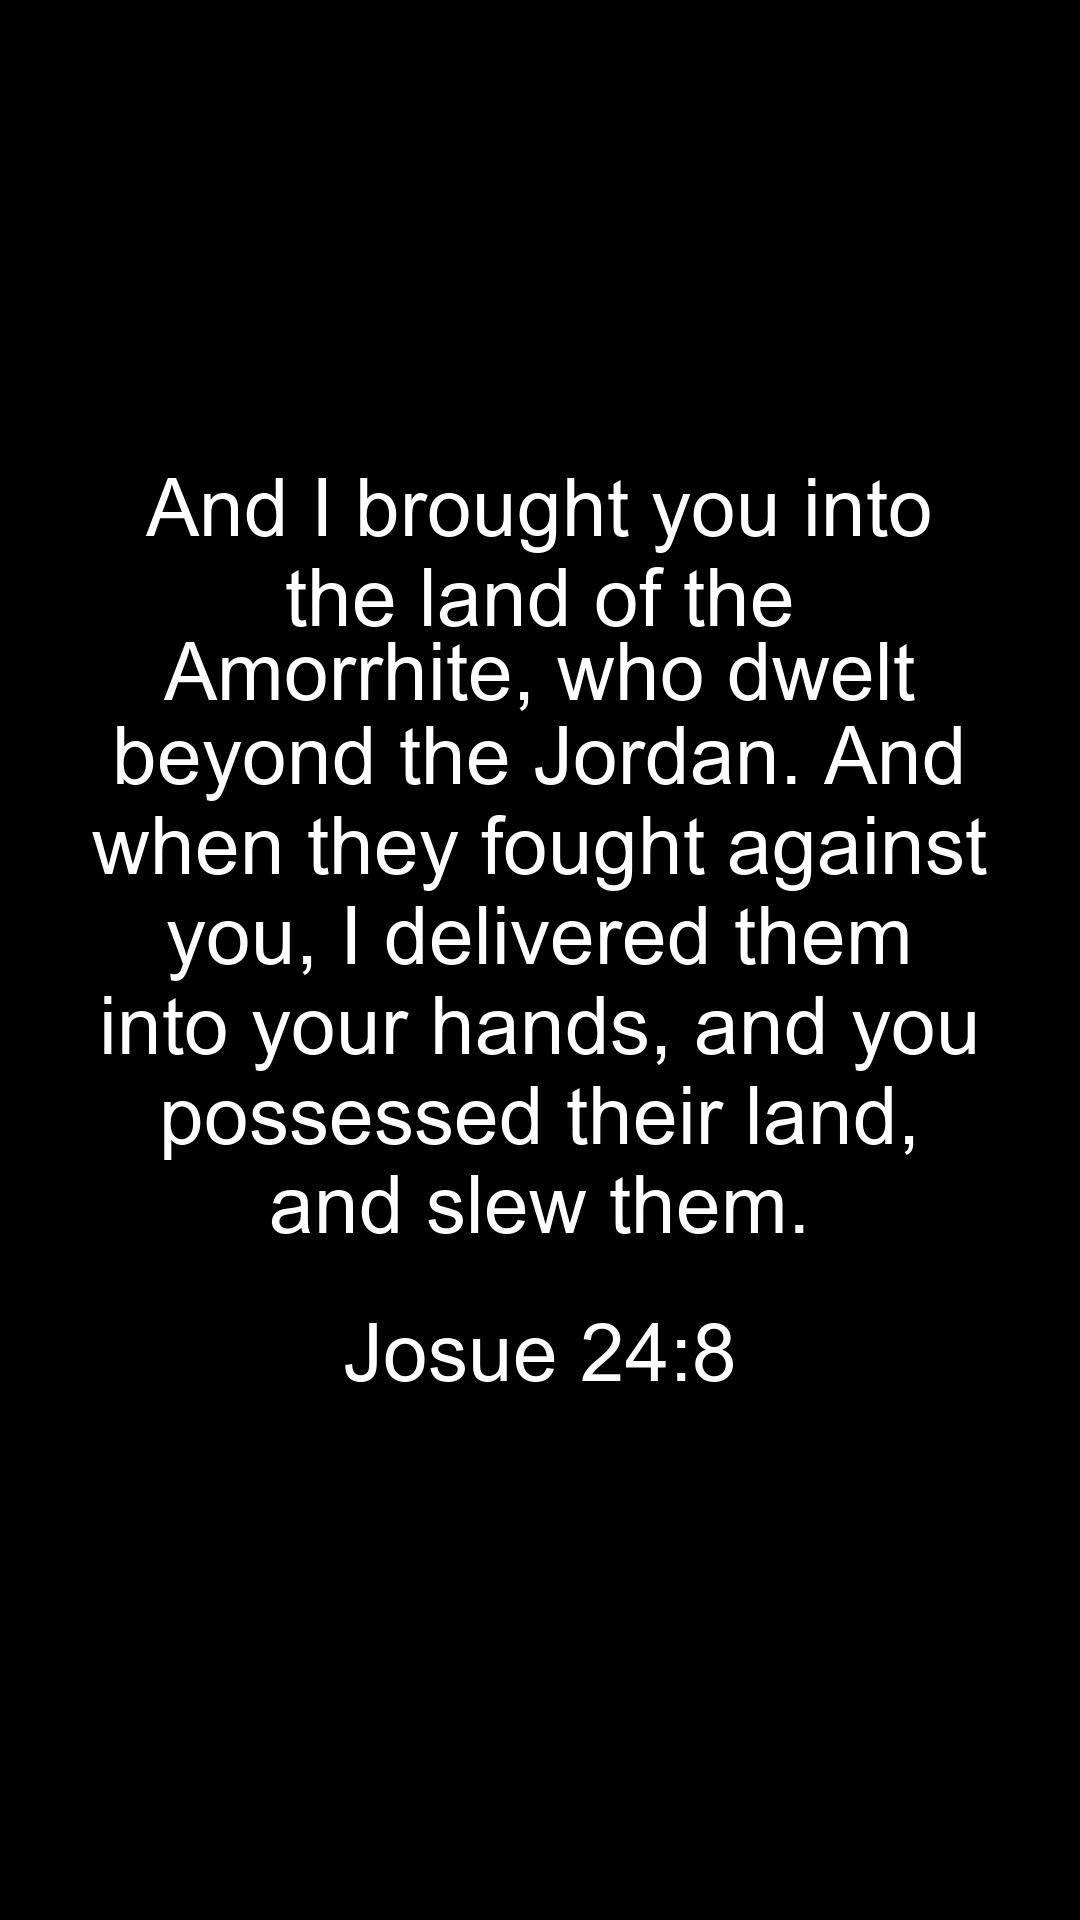 And I brought you into
the land of the
Amorrhite, who dwelt
beyond the Jordan. And
when they fought against
you, I delivered them
into your hands, and you
possessed their land,
and slew them.
Josue 24:8